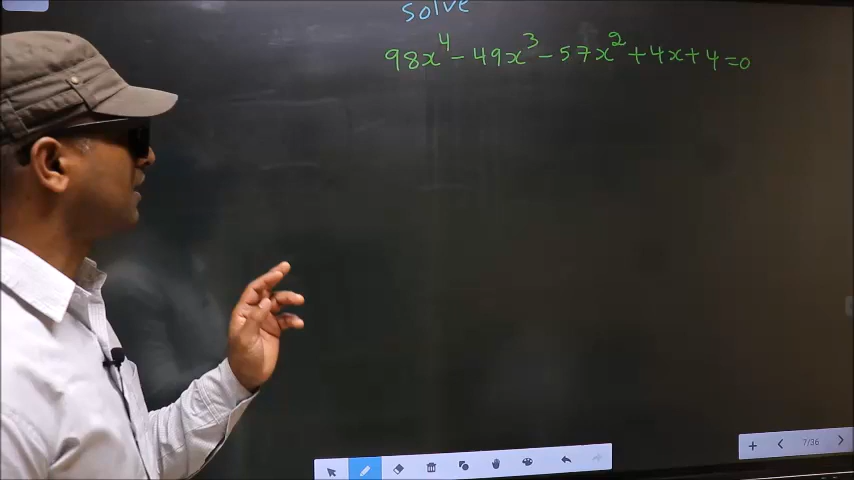 solve
98x⁴ - 49x³ - 57x² + 4x + 4 = 0
7/36